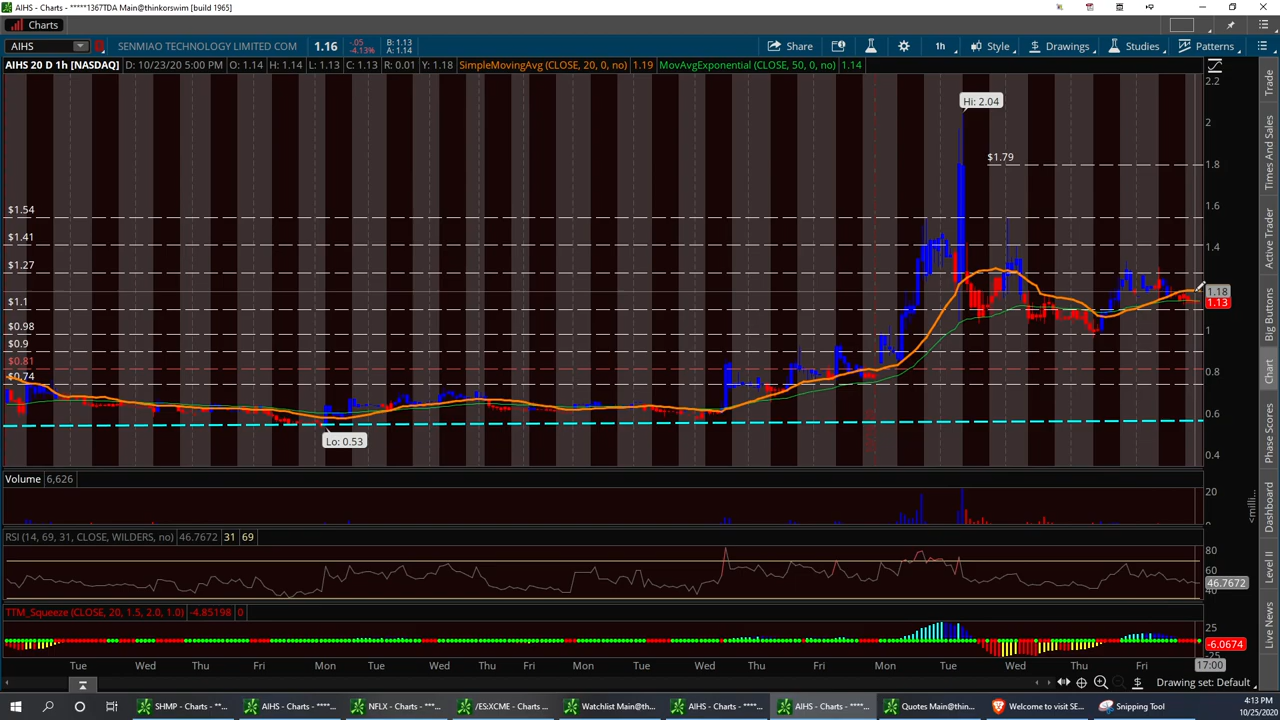 AIHS - Charts - *****1367TDA Main@thinkorswim [build 1965]
Charts
AIHS SENMIAO TECHNOLOGY LIMITED COM 1.16 -.05 -4.13% B: 1.13 A: 1.14 Share 1h Style Drawings Studies Patterns
AIHS 20 D 1h [NASDAQ] D: 10/23/20 5:00 PM O: 1.14 H: 1.14 L: 1.13 C: 1.13 R: 0.01 Y: 1.18 SimpleMovingAvg (CLOSE, 20, 0, no) 1.19 MovAvgExponential (CLOSE, 50, 0, no) 1.14
2.2
Hi: 2.04
2
$1.79
1.8
$1.54
1.6
$1.41
1.4
$1.27
1.18
1.13
$1.1
$0.98
1
$0.9
$0.81
0.8
$0.74
0.6
Lo: 0.53
0.4
Volume 6,626
20
0
<milli...
RSI (14, 69, 31, CLOSE, WILDERS, no) 46.7672 31 69
80
60
46.7672
40
TTM_Squeeze (CLOSE, 20, 1.5, 2.0, 1.0) -4.85198 0
25
-6.0674
-25
Tue Wed Thu Fri Mon Tue Wed Thu Fri Mon Tue Wed Thu Fri Mon Tue Wed Thu Fri 17:00
Drawing set: Default
Trade
Times And Sales
Active Trader
Big Buttons
Chart
Phase Scores
Dashboard
Level II
Live News
SHMP - Charts - **...
AIHS - Charts - ****...
NFLX - Charts - ***...
/ES:XCME - Charts ...
Watchlist Main@th...
AIHS - Charts - ****...
AIHS - Charts - ****...
Quotes Main@thin...
Welcome to visit SE...
Snipping Tool
4:13 PM
10/25/2020